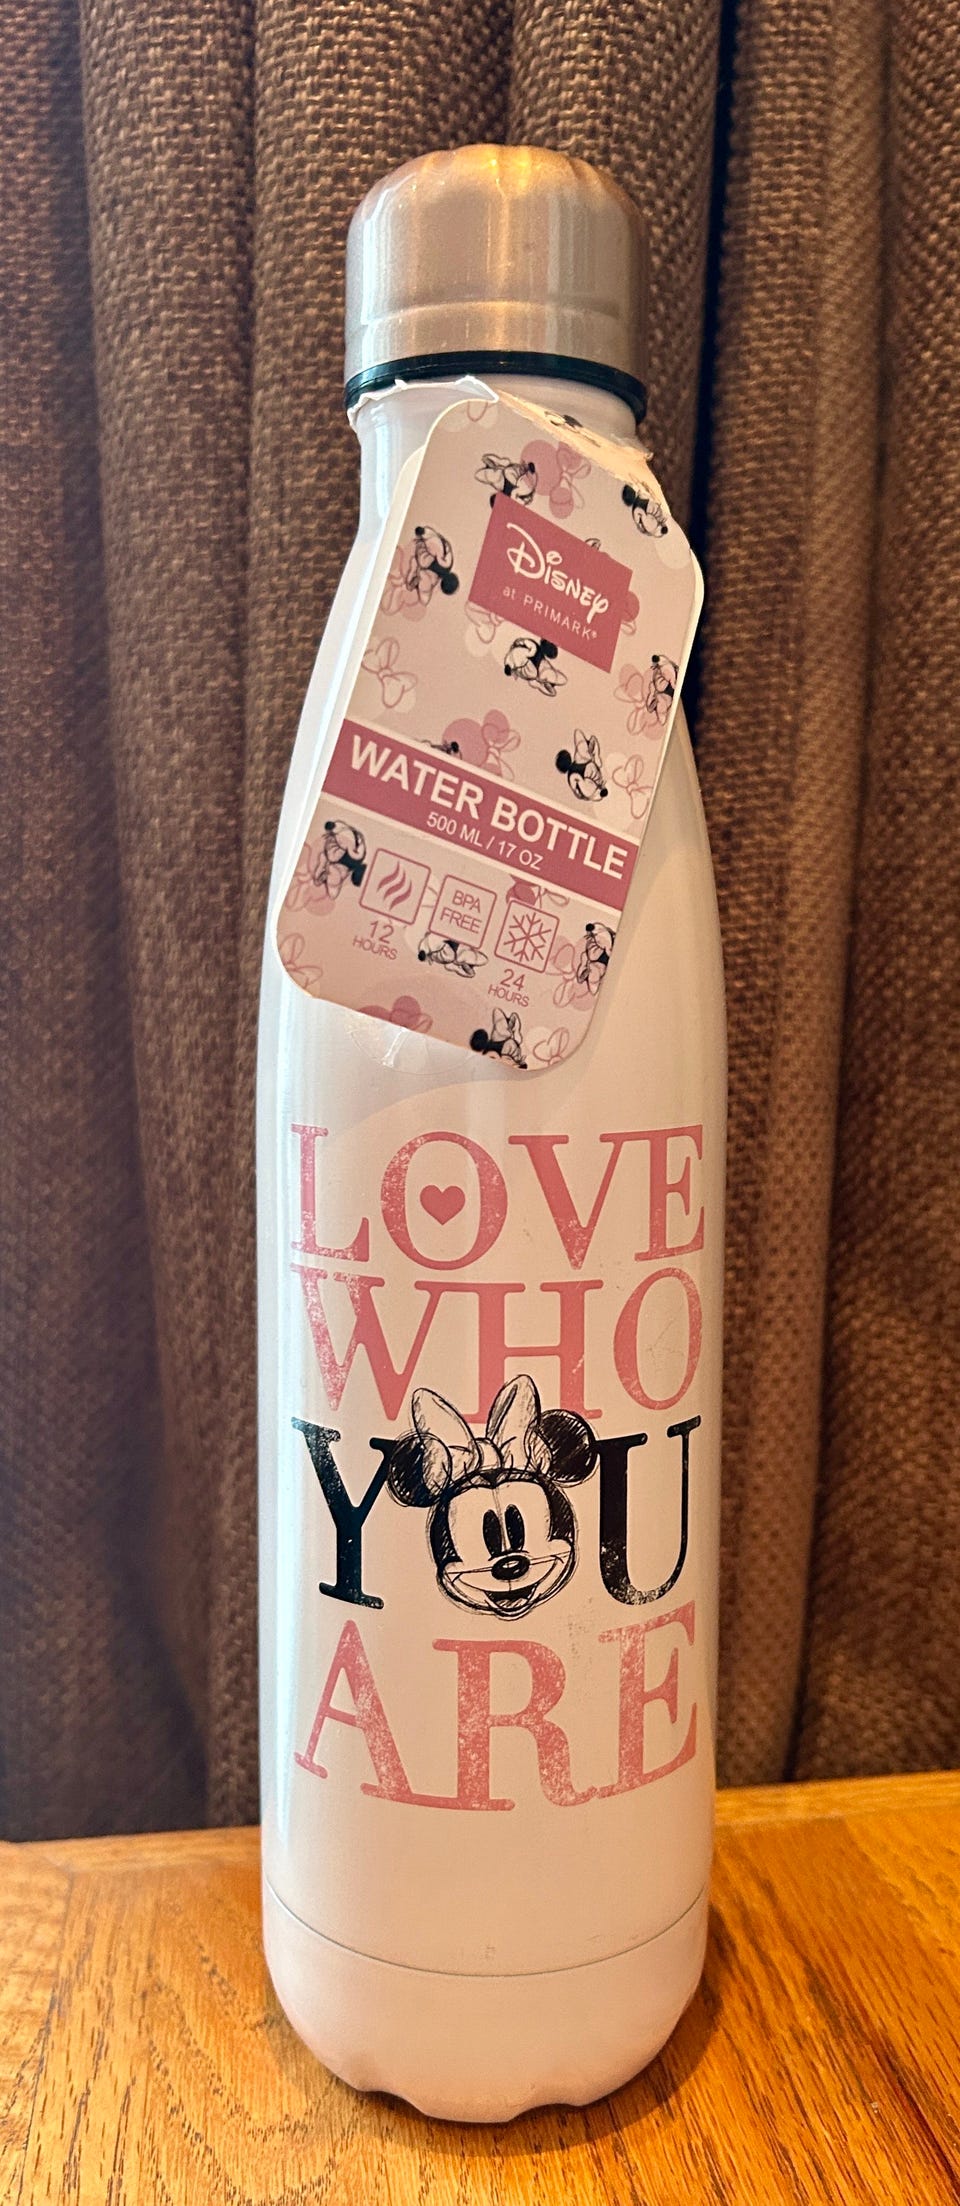 Disney
at PRIMARK®
WATER BOTTLE
500 ML / 17 OZ
12
HOURS
BPA
FREE
24
HOURS
LOVE
WHO
YOU
ARE